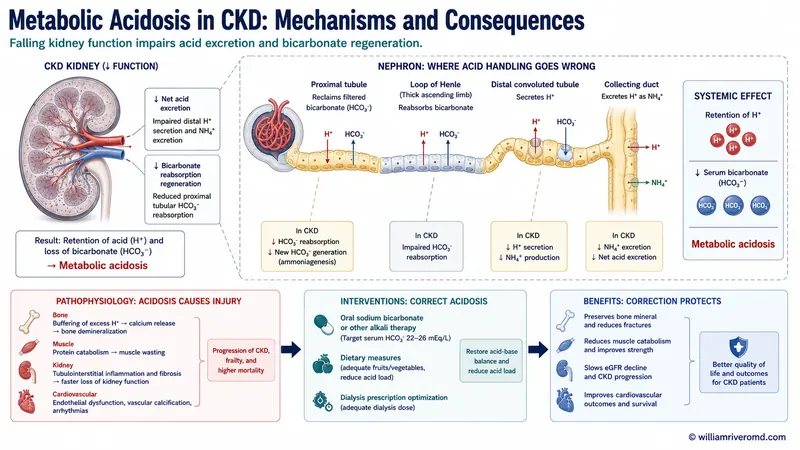 Metabolic Acidosis in CKD: Mechanisms and Consequences
Falling kidney function impairs acid excretion and bicarbonate regeneration.
CKD KIDNEY (↓ FUNCTION)
↓ Net acid
excretion
Impaired distal H⁺
secretion and NH₄⁺
excretion
↓ Bicarbonate
reabsorption
regeneration
Reduced proximal
tubular HCO₃⁻
reabsorption
Result: Retention of acid (H⁺) and
loss of bicarbonate (HCO₃⁻)
→ Metabolic acidosis
NEPHRON: WHERE ACID HANDLING GOES WRONG
Proximal tubule
Reclaims filtered
bicarbonate (HCO₃⁻)
H⁺
HCO₃⁻
In CKD
↓ HCO₃⁻ reabsorption
↓ New HCO₃⁻ generation
(ammoniagenesis)
Loop of Henle
(Thick ascending limb)
Reabsorbs bicarbonate
H⁺
HCO₃⁻
In CKD
Impaired HCO₃⁻
reabsorption
Distal convoluted tubule
Secretes H⁺
H⁺
HCO₃⁻
In CKD
↓ H⁺ secretion
↓ NH₄⁺ production
Collecting duct
Excretes H⁺ as NH₄⁺
H⁺
NH₄⁺
In CKD
↓ NH₄⁺ excretion
↓ Net acid excretion
SYSTEMIC EFFECT
Retention of H⁺
H⁺
H⁺
H⁺
H⁺
↓ Serum bicarbonate
(HCO₃⁻)
HCO₃⁻
HCO₃⁻
HCO₃⁻
Metabolic acidosis
PATHOPHYSIOLOGY: ACIDOSIS CAUSES INJURY
Bone
Buffering of excess H⁺ → calcium release
→ bone demineralization
Muscle
Protein catabolism → muscle wasting
Kidney
Tubulointerstitial inflammation and fibrosis
→ faster loss of kidney function
Cardiovascular
Endothelial dysfunction, vascular calcification,
arrhythmias
Progression of CKD,
frailty, and
higher mortality
INTERVENTIONS: CORRECT ACIDOSIS
Oral sodium bicarbonate
or other alkali therapy
(Target serum HCO₃⁻ 22–26 mEq/L)
Dietary measures
(adequate fruits/vegetables,
reduce acid load)
Dialysis prescription optimization
(adequate dialysis dose)
Restore acid-base
balance and
reduce acid load
BENEFITS: CORRECTION PROTECTS
Preserves bone mineral
and reduces fractures
Reduces muscle catabolism
and improves strength
Slows eGFR decline
and CKD progression
Improves cardiovascular
outcomes and survival
Better quality of
life and outcomes
for CKD patients
© williamriveromd.com